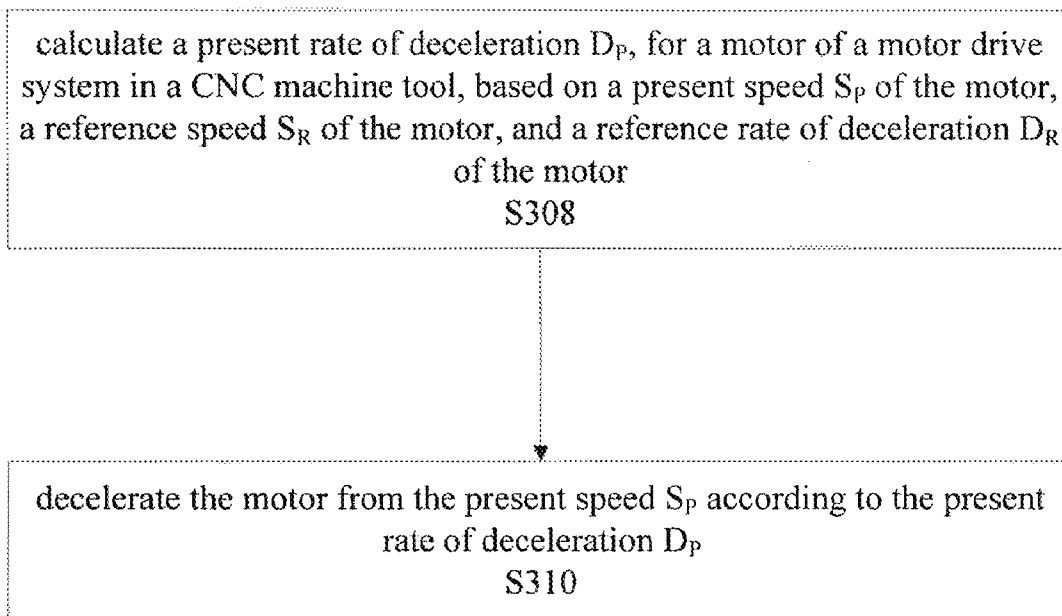 calculate a present rate of deceleration Dₚ, for a motor of a motor drive
system in a CNC machine tool, based on a present speed Sₚ of the motor,
a reference speed S_R of the motor, and a reference rate of deceleration D_R
of the motor
S308
decelerate the motor from the present speed Sₚ according to the present
rate of deceleration Dₚ
S310